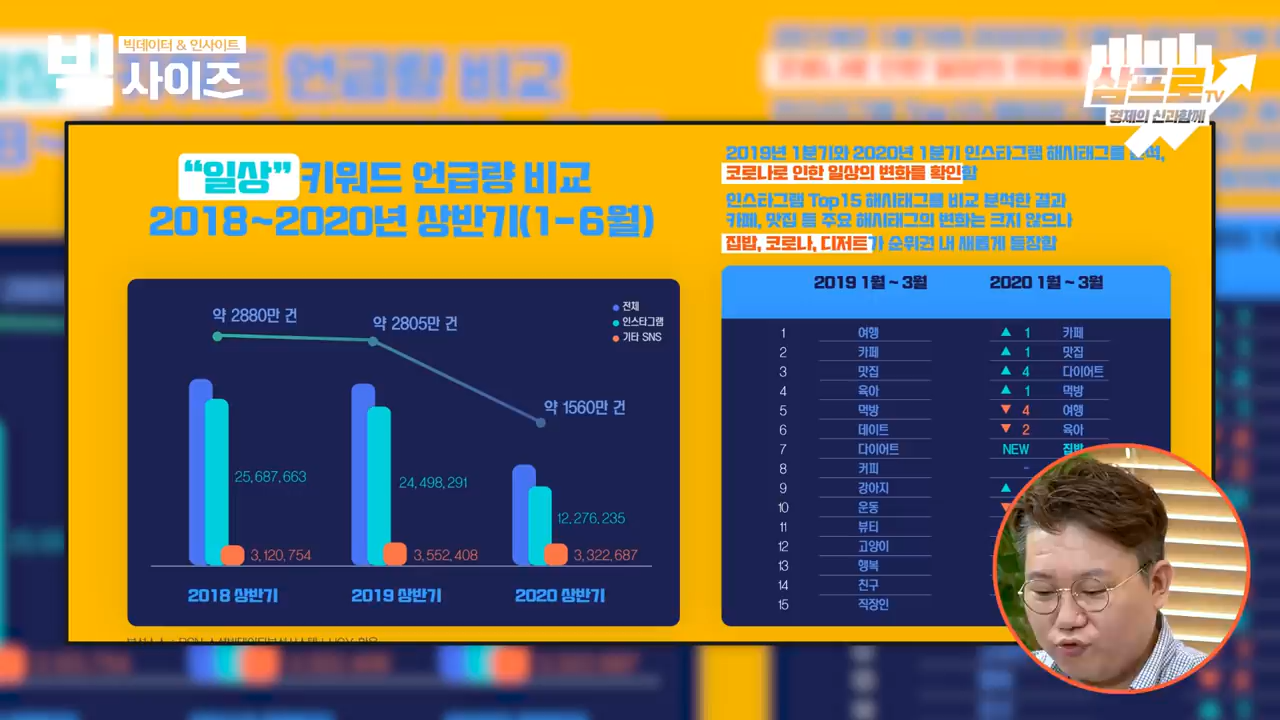 빅데이터 & 인사이트
빅
사이즈
삼프로TV
경제의 신과함께
“일상” 키워드 언급량 비교
2018~2020년 상반기(1-6월)
약 2880만 건
약 2805만 건
약 1560만 건
전체
인스타그램
기타 SNS
25,687,663
3,120,754
24,498,291
3,552,408
12,276,235
3,322,687
2018 상반기
2019 상반기
2020 상반기
2019년 1분기와 2020년 1분기 인스타그램 해시태그를
코로나로 인한 일상의 변화를 확인함
인스타그램 Top15 해시태그를 비교 분석한 결과
카페, 맛집 등 주요 해시태그의 변화는 크지 않으나
집밥, 코로나, 디저트가 순위권 내 새롭게 등장함
2019 1월 ~ 3월 2020 1월 ~ 3월
1 여행 ▲ 1 카페
2 카페 ▲ 1 맛집
3 맛집 ▲ 4 다이어트
4 육아 ▲ 1 먹방
5 먹방 ▼ 4 여행
6 데이트 ▼ 2 육아
7 다이어트 NEW 집밥
8 커피 -
9 강아지 ▲
10 운동 ▼
11 뷰티
12 고양이
13 행복
14 친구
15 직장인